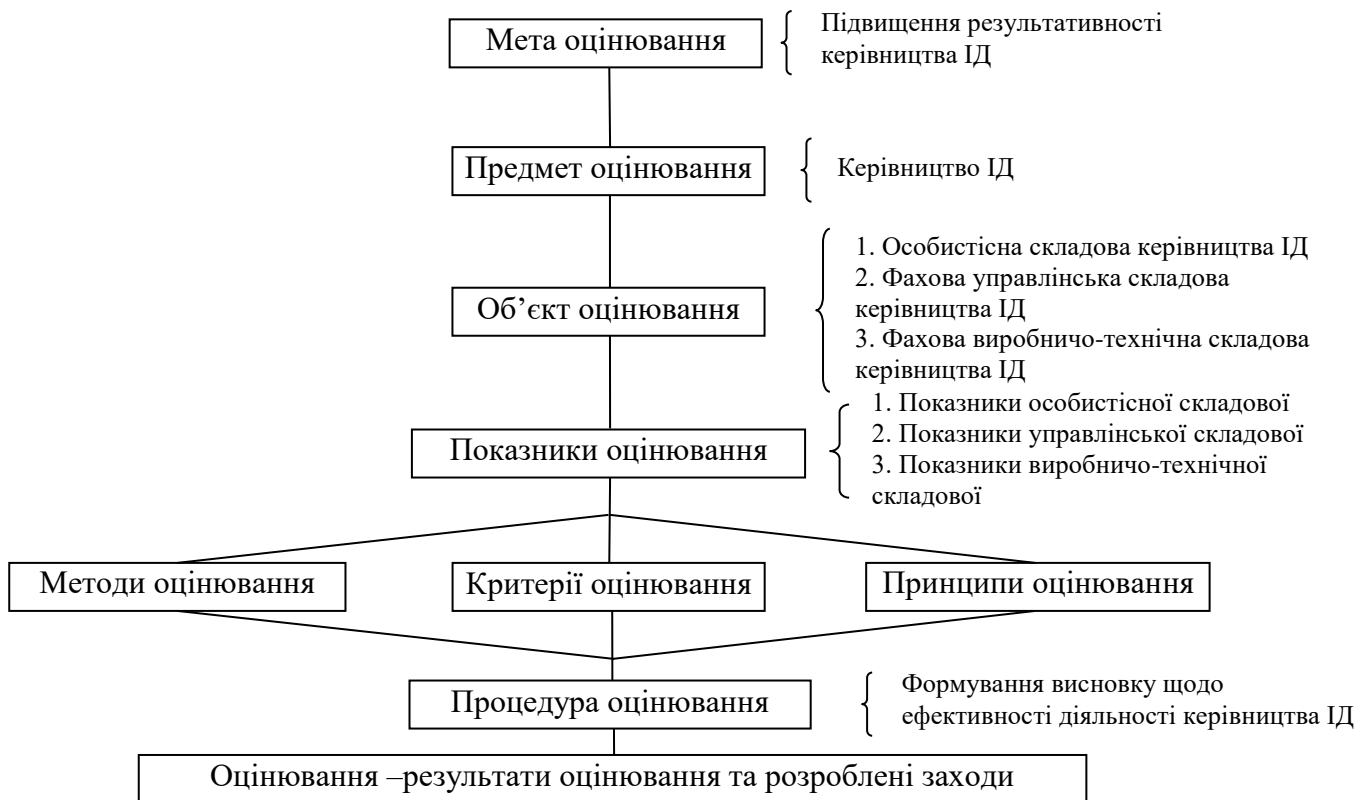 Мета оцінювання
Підвищення результативності
керівництва ІД
Предмет оцінювання
Керівництво ІД
Об’єкт оцінювання
1. Особистісна складова керівництва ІД
2. Фахова управлінська складова
керівництва ІД
3. Фахова виробничо-технічна складова
керівництва ІД
Показники оцінювання
1. Показники особистісної складової
2. Показники управлінської складової
3. Показники виробничо-технічної
складової
Методи оцінювання
Критерії оцінювання
Принципи оцінювання
Процедура оцінювання
Формування висновку щодо
ефективності діяльності керівництва ІД
Оцінювання –результати оцінювання та розроблені заходи